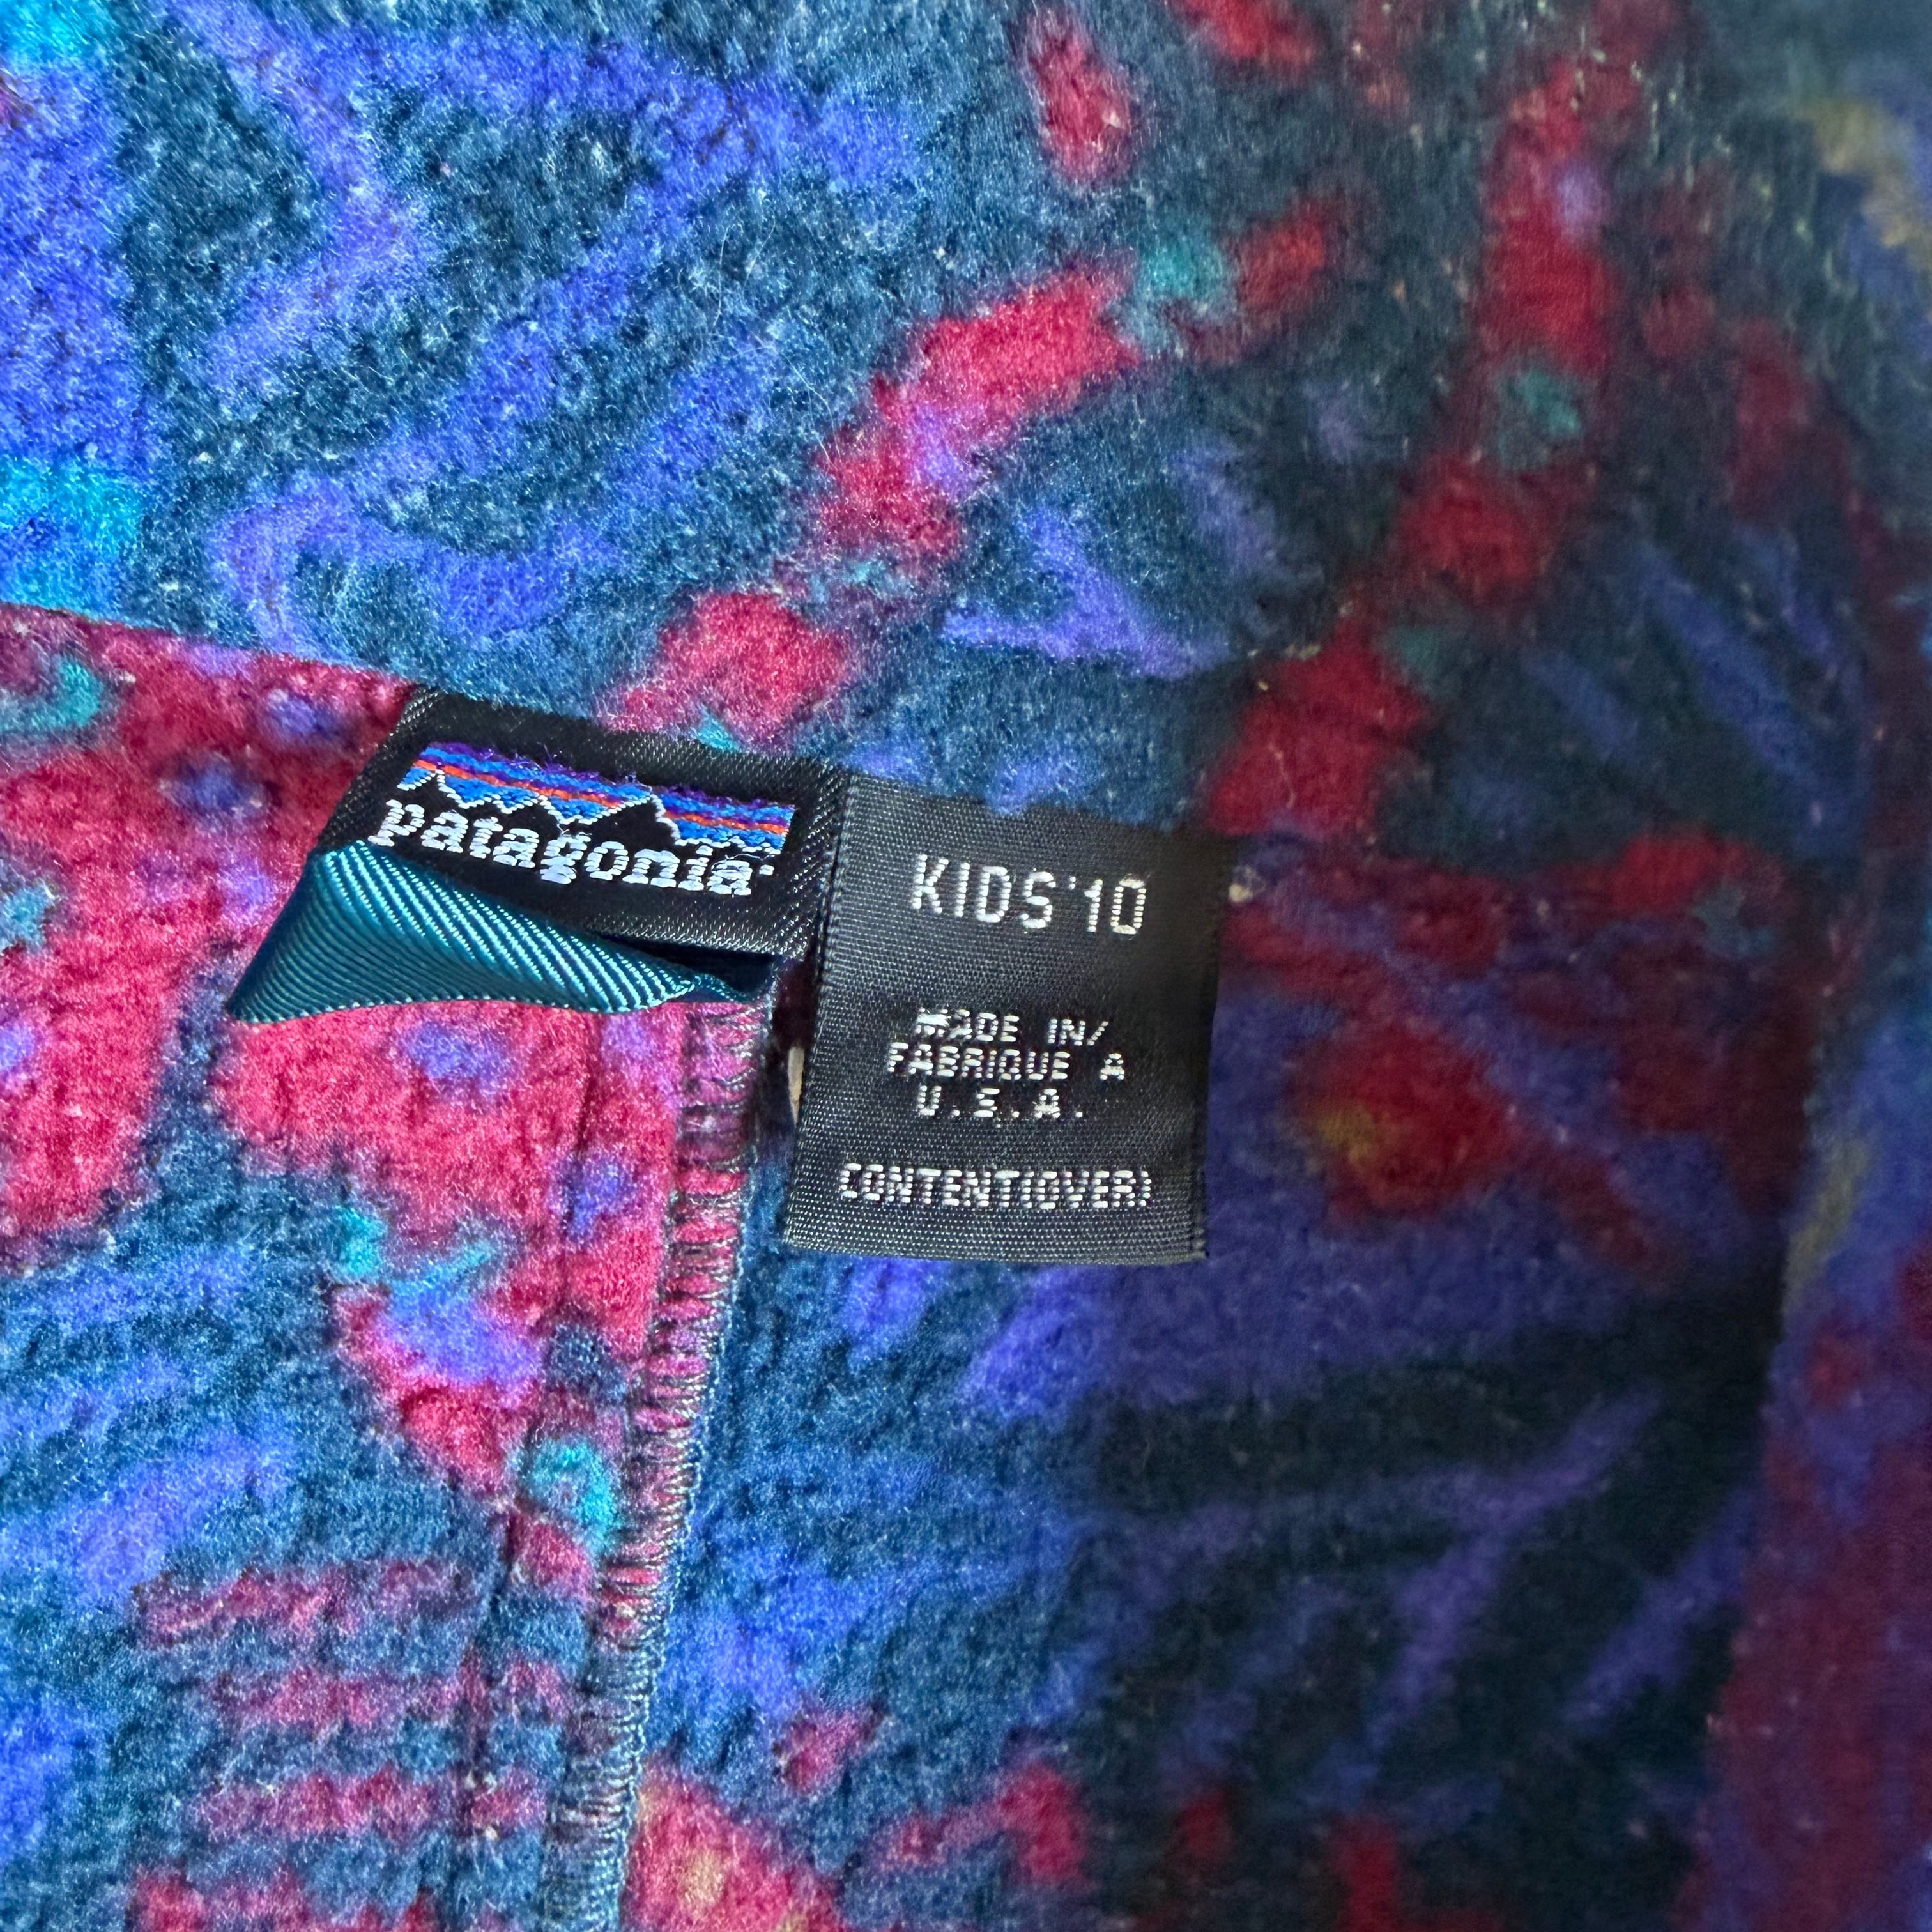 patagonia
KIDS'10
MADE IN/
FABRIQUE A
U.S.A.
CONTENT(OVER)